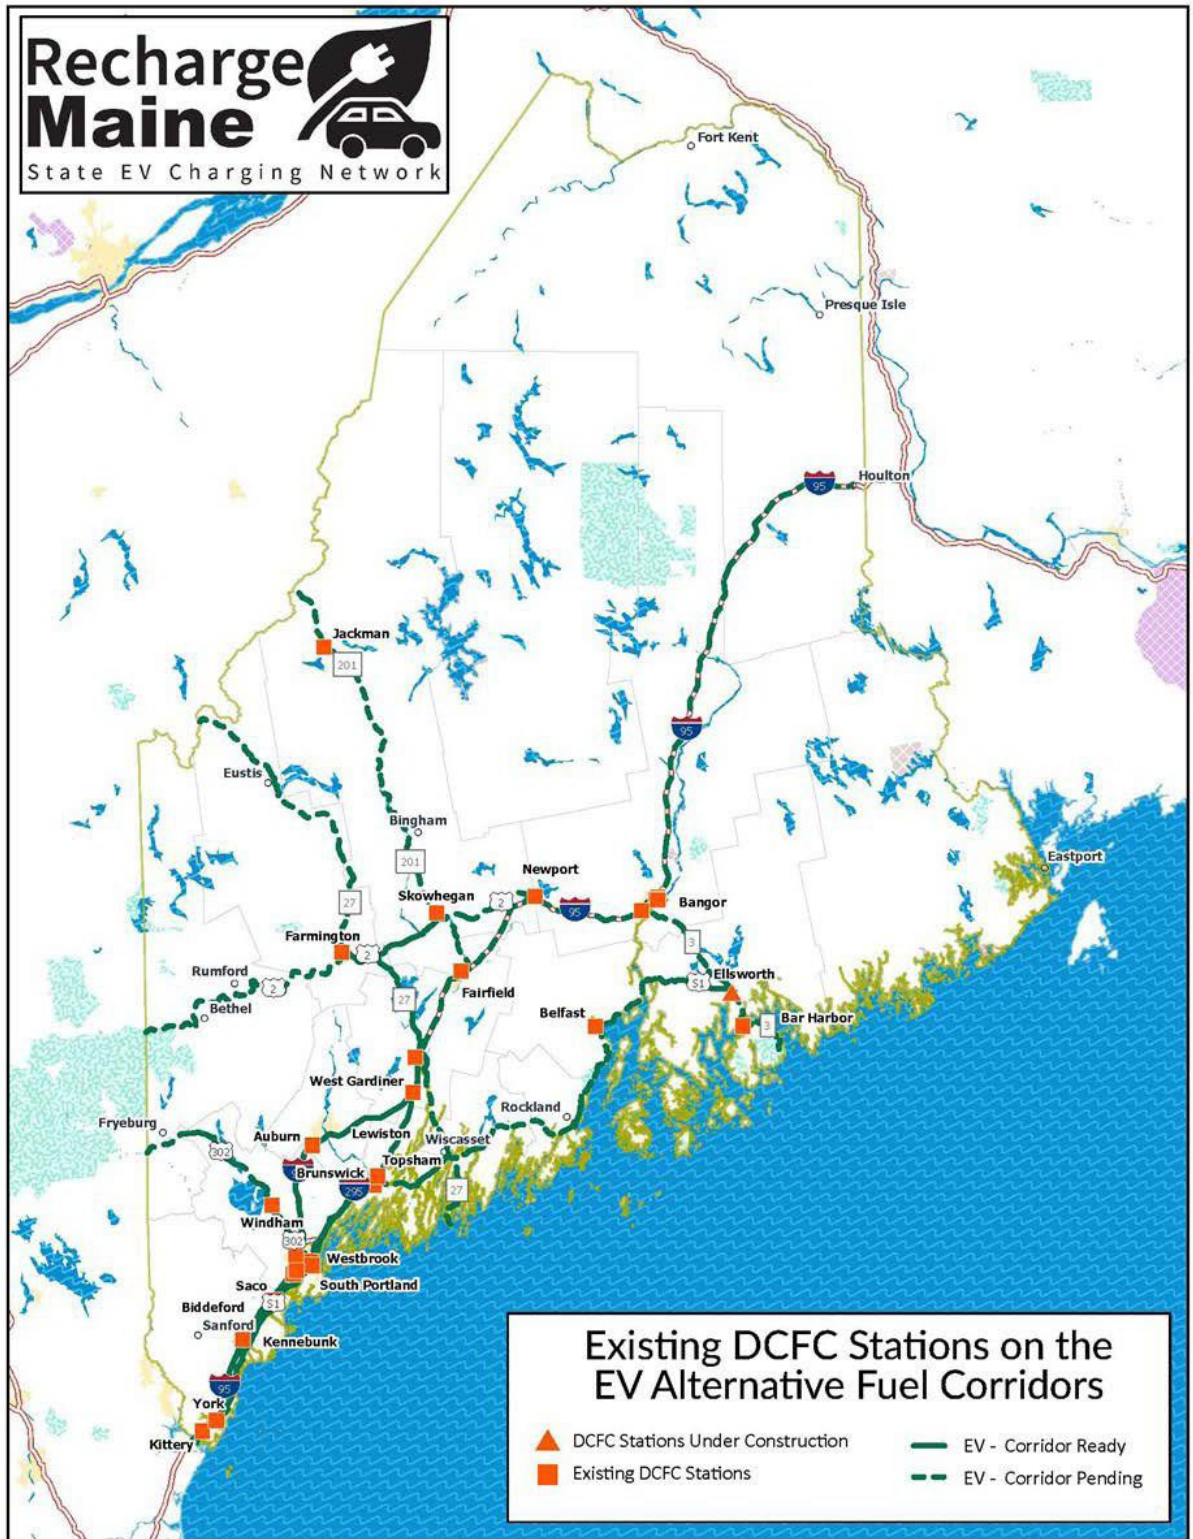 Recharge
Maine
State EV Charging Network
Fort Kent
Presque Isle
95
Houlton
Jackman
201
95
Eustis
Bingham
201
Eastport
Newport
Skowhegan
2
95
Bangor
27
Farmington
2
3
Rumford
2
Ellsworth
S1
Fairfield
27
Bethel
Belfast
3
Bar Harbor
West Gardiner
Rockland
Fryeburg
Auburn
Lewiston
Wiscasset
302
Topsham
Brunswick
295
27
Windham
302
Westbrook
Saco
South Portland
S1
Biddeford
Sanford
Kennebunk
95
York
Kittery
Existing DCFC Stations on the
EV Alternative Fuel Corridors
DCFC Stations Under Construction
Existing DCFC Stations
EV - Corridor Ready
EV - Corridor Pending